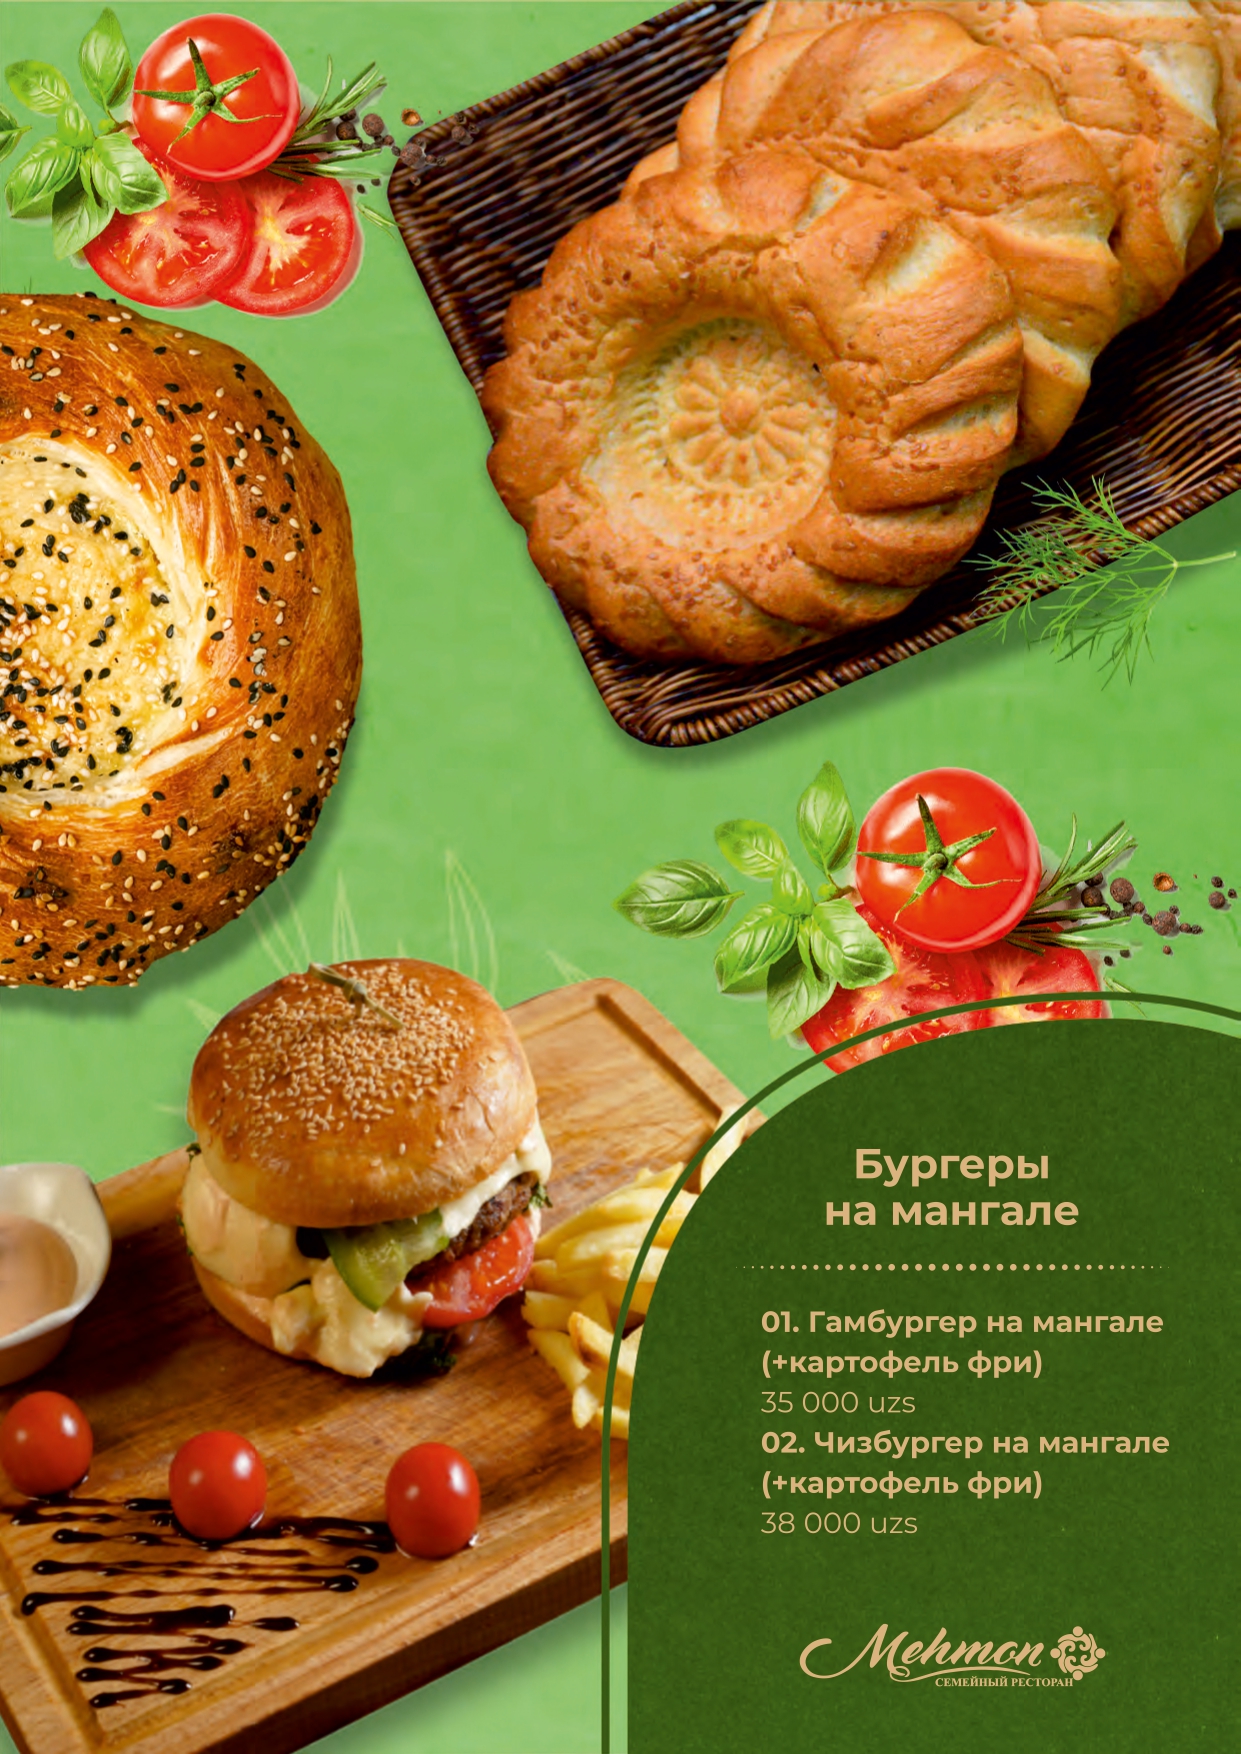 Бургеры
на мангале
01. Гамбургер на мангале
(+картофель фри)
35 000 uzs
02. Чизбургер на мангале
(+картофель фри)
38 000 uzs
Mehmon
СЕМЕЙНЫЙ РЕСТОРАН